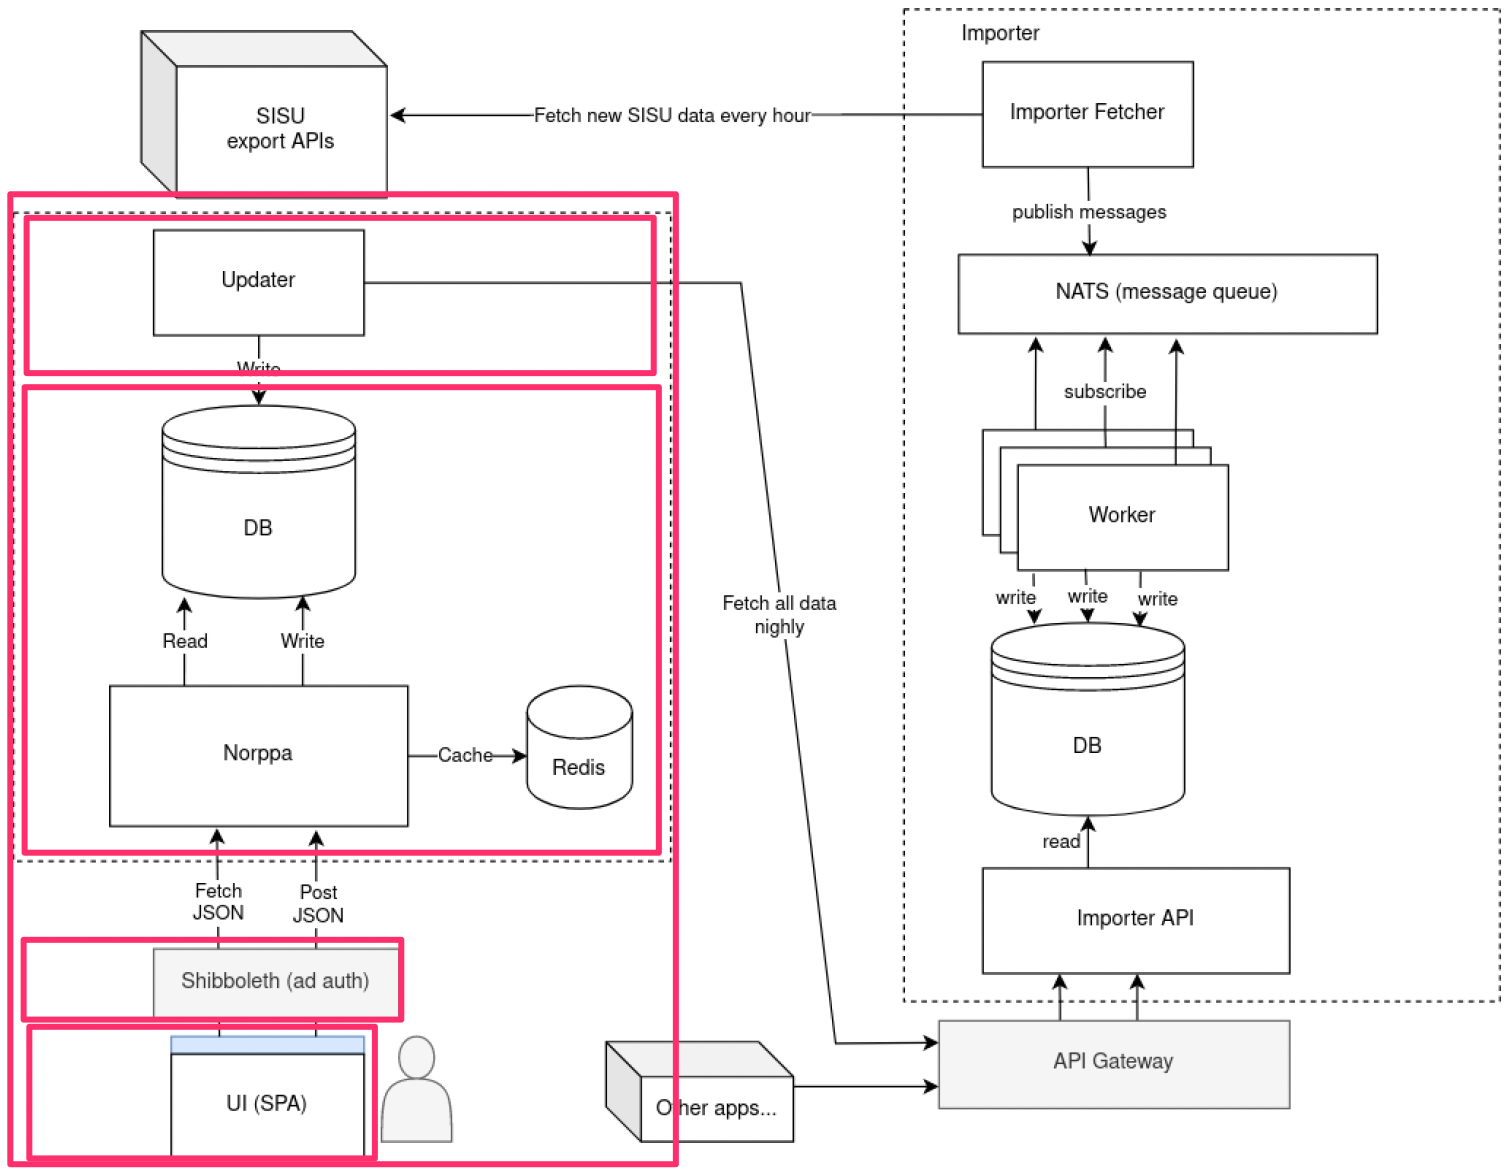 Importer
SISU
export APIs
Fetch new SISU data every hour
Importer Fetcher
publish messages
Updater
NATS (message queue)
Write
subscribe
DB
Worker
write
write
write
Fetch all data
nighly
Read
Write
Norppa
Cache
Redis
DB
read
Fetch
JSON
Post
JSON
Importer API
Shibboleth (ad auth)
API Gateway
UI (SPA)
Other apps...